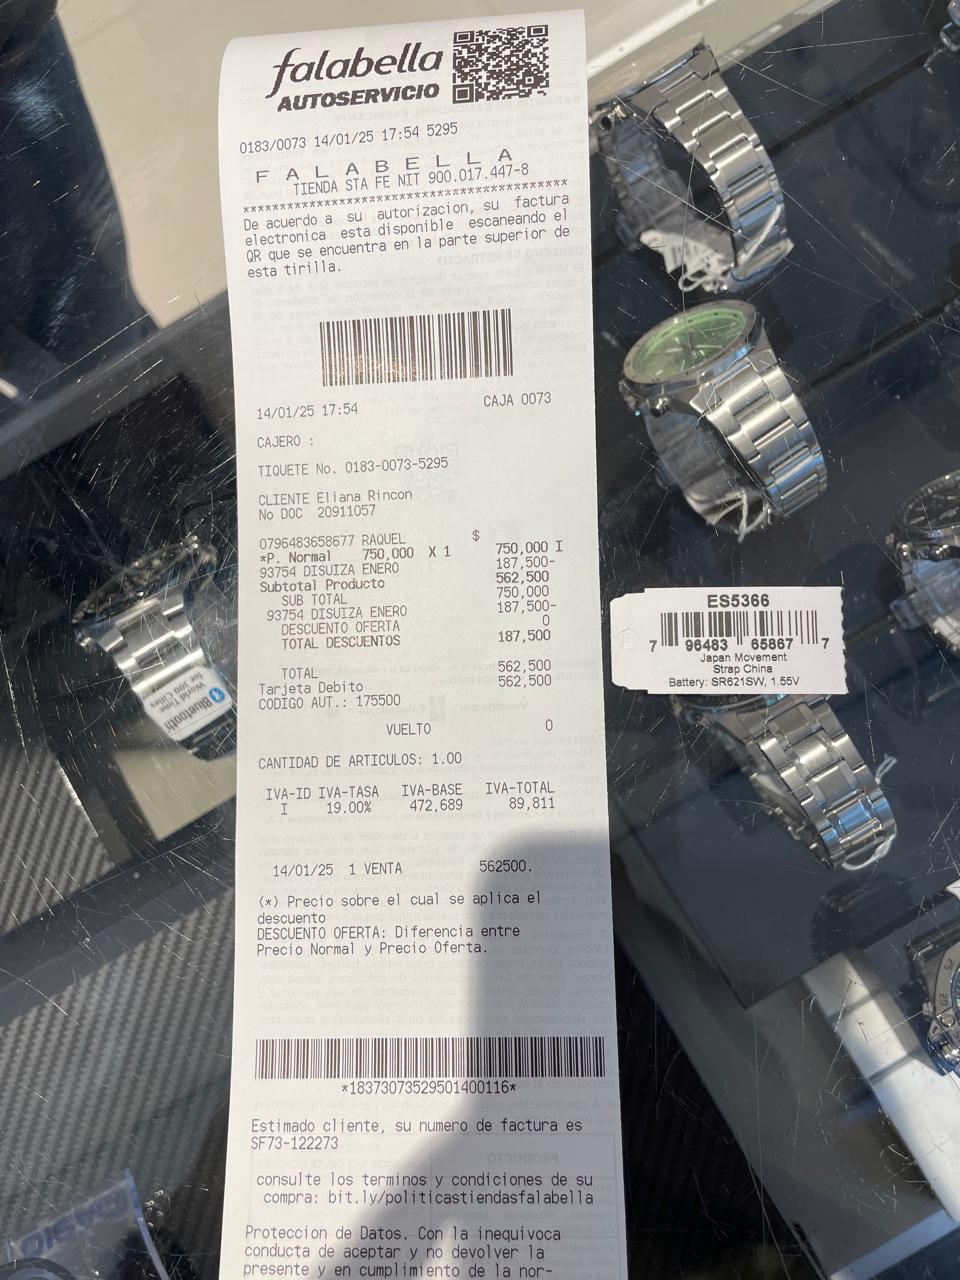 falabella
AUTOSERVICIO
0183/0073 14/01/25 17:54 5295
F A L A B E L L A
TIENDA STA FE NIT 900.017.447-8
******************************************
De acuerdo a su autorizacion, su factura
electronica esta disponible escaneando el
QR que se encuentra en la parte superior de
esta tirilla.
14/01/25 17:54 CAJA 0073
CAJERO :
TIQUETE No. 0183-0073-5295
CLIENTE Eliana Rincon
No DOC 20911057
$
0796483658677 RAQUEL
*P. Normal 750,000 X 1 750,000 I
93754 DISUIZA ENERO 187,500-
Subtotal Producto 562,500
SUB TOTAL 750,000
93754 DISUIZA ENERO 187,500-
DESCUENTO OFERTA 0
TOTAL DESCUENTOS 187,500
TOTAL 562,500
Tarjeta Debito 562,500
CODIGO AUT.: 175500
VUELTO 0
CANTIDAD DE ARTICULOS: 1.00
IVA-ID IVA-TASA IVA-BASE IVA-TOTAL
I 19.00% 472,689 89,811
14/01/25 1 VENTA 562500.
(*) Precio sobre el cual se aplica el
descuento
DESCUENTO OFERTA: Diferencia entre
Precio Normal y Precio Oferta.
*18373073529501400116*
Estimado cliente, su numero de factura es
SF73-122273
consulte los terminos y condiciones de su
compra: bit.ly/politicastiendasfalabella
Proteccion de Datos. Con la inequivoca
conducta de aceptar y no devolver la
presente y en cumplimiento de la nor-
ES5366
7 96483 65867 7
Japan Movement
Strap China
Battery: SR621SW, 1.55V
Bluetooth
World Time
for 300 Cities
CASIO